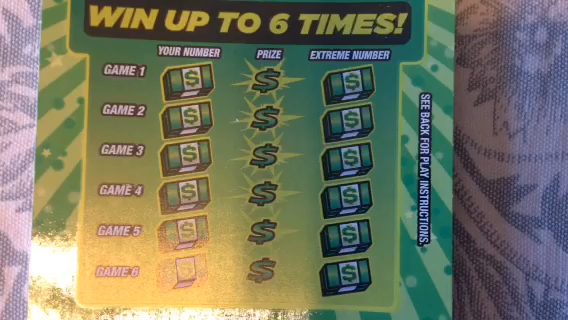 WIN UP TO 6 TIMES!
YOUR NUMBER PRIZE EXTREME NUMBER
GAME 1 $ $ $
GAME 2 $ $ $
GAME 3 $ $ $
GAME 4 $ $ $
GAME 5 $ $ $
GAME 6 $ $ $
SEE BACK FOR PLAY INSTRUCTIONS.